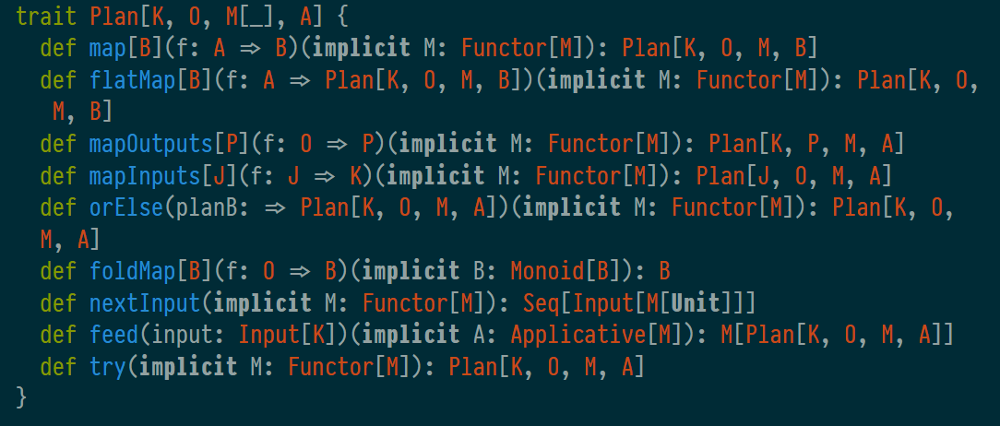 trait Plan[K, O, M[_], A] {
  def map[B](f: A ⇒ B)(implicit M: Functor[M]): Plan[K, O, M, B]
  def flatMap[B](f: A ⇒ Plan[K, O, M, B])(implicit M: Functor[M]): Plan[K, O,
   M, B]
  def mapOutputs[P](f: O ⇒ P)(implicit M: Functor[M]): Plan[K, P, M, A]
  def mapInputs[J](f: J ⇒ K)(implicit M: Functor[M]): Plan[J, O, M, A]
  def orElse(planB: ⇒ Plan[K, O, M, A])(implicit M: Functor[M]): Plan[K, O,
  M, A]
  def foldMap[B](f: O ⇒ B)(implicit B: Monoid[B]): B
  def nextInput(implicit M: Functor[M]): Seq[Input[M[Unit]]]
  def feed(input: Input[K])(implicit A: Applicative[M]): M[Plan[K, O, M, A]]
  def try(implicit M: Functor[M]): Plan[K, O, M, A]
}